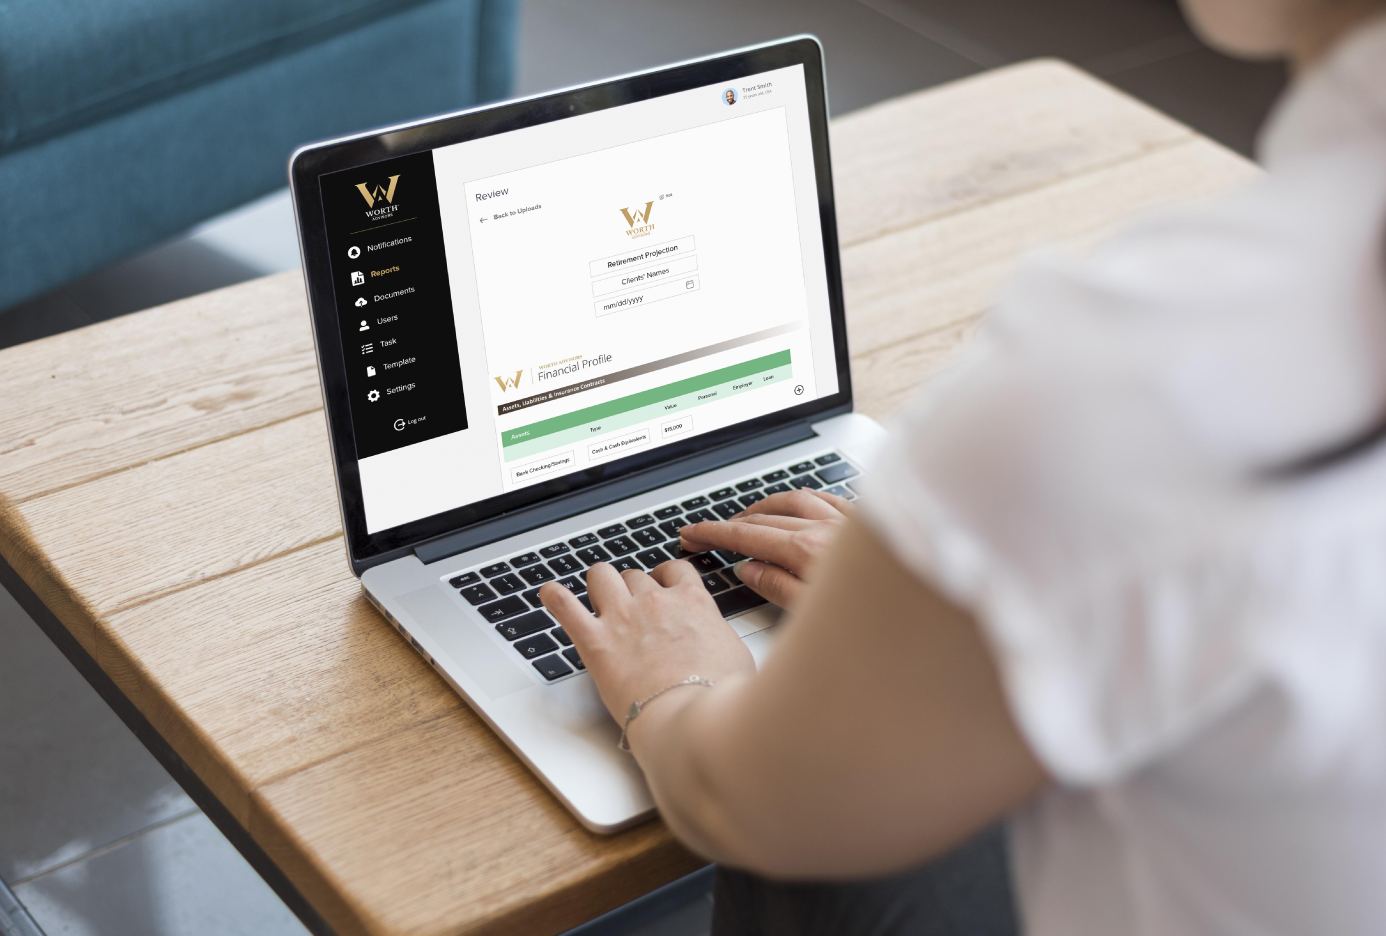 WORTH
ADVISORS
Notifications
Reports
Documents
Users
Task
Template
Settings
Log out
Trent Smith
Review
Back to Uploads
WORTH
ADVISORS
Retirement Projection
Clients' Names
mm/dd/yyyy
WORTH ADVISORS
Financial Profile
Assets, Liabilities & Insurance Contracts
Assets
Type
Value
Personal
Employer
Loan
Bank Checking/Savings
Cash & Cash Equivalents
$15,000